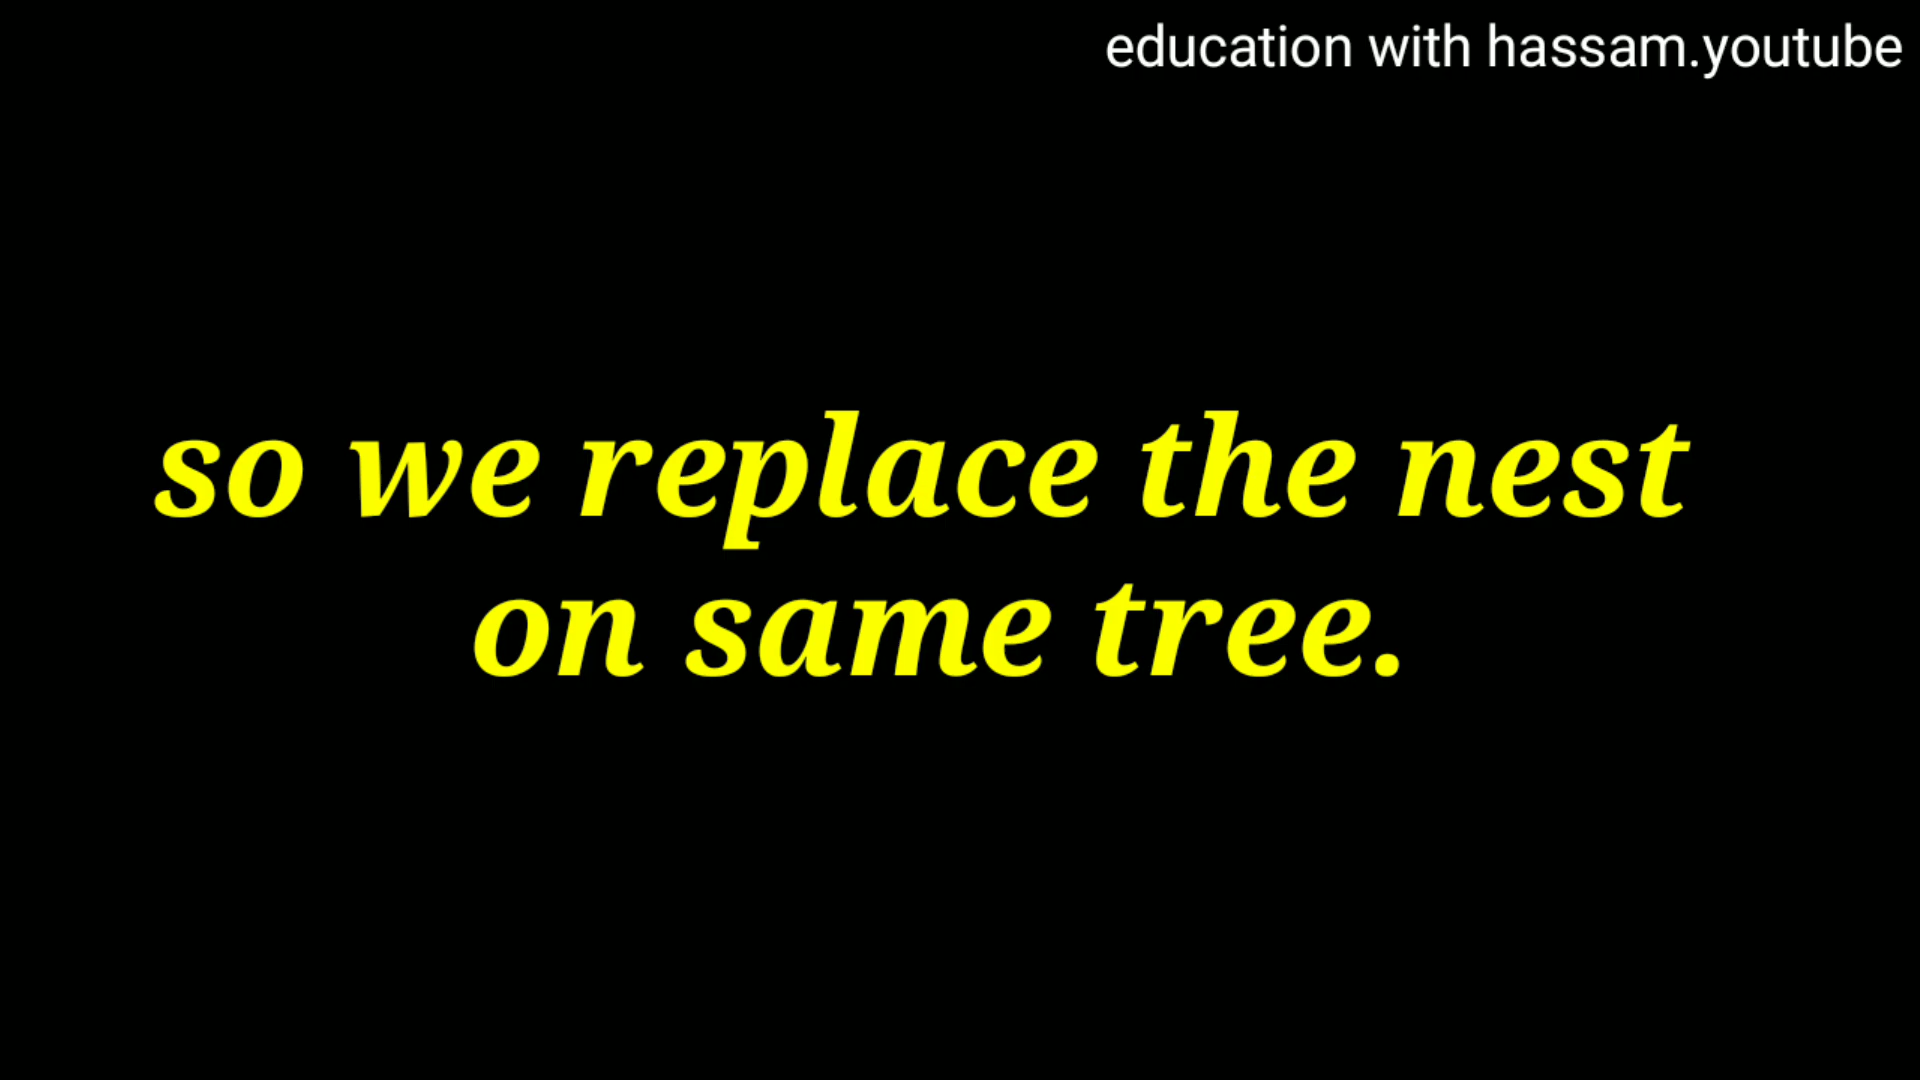 education with hassam.youtube
so we replace the nest
on same tree.